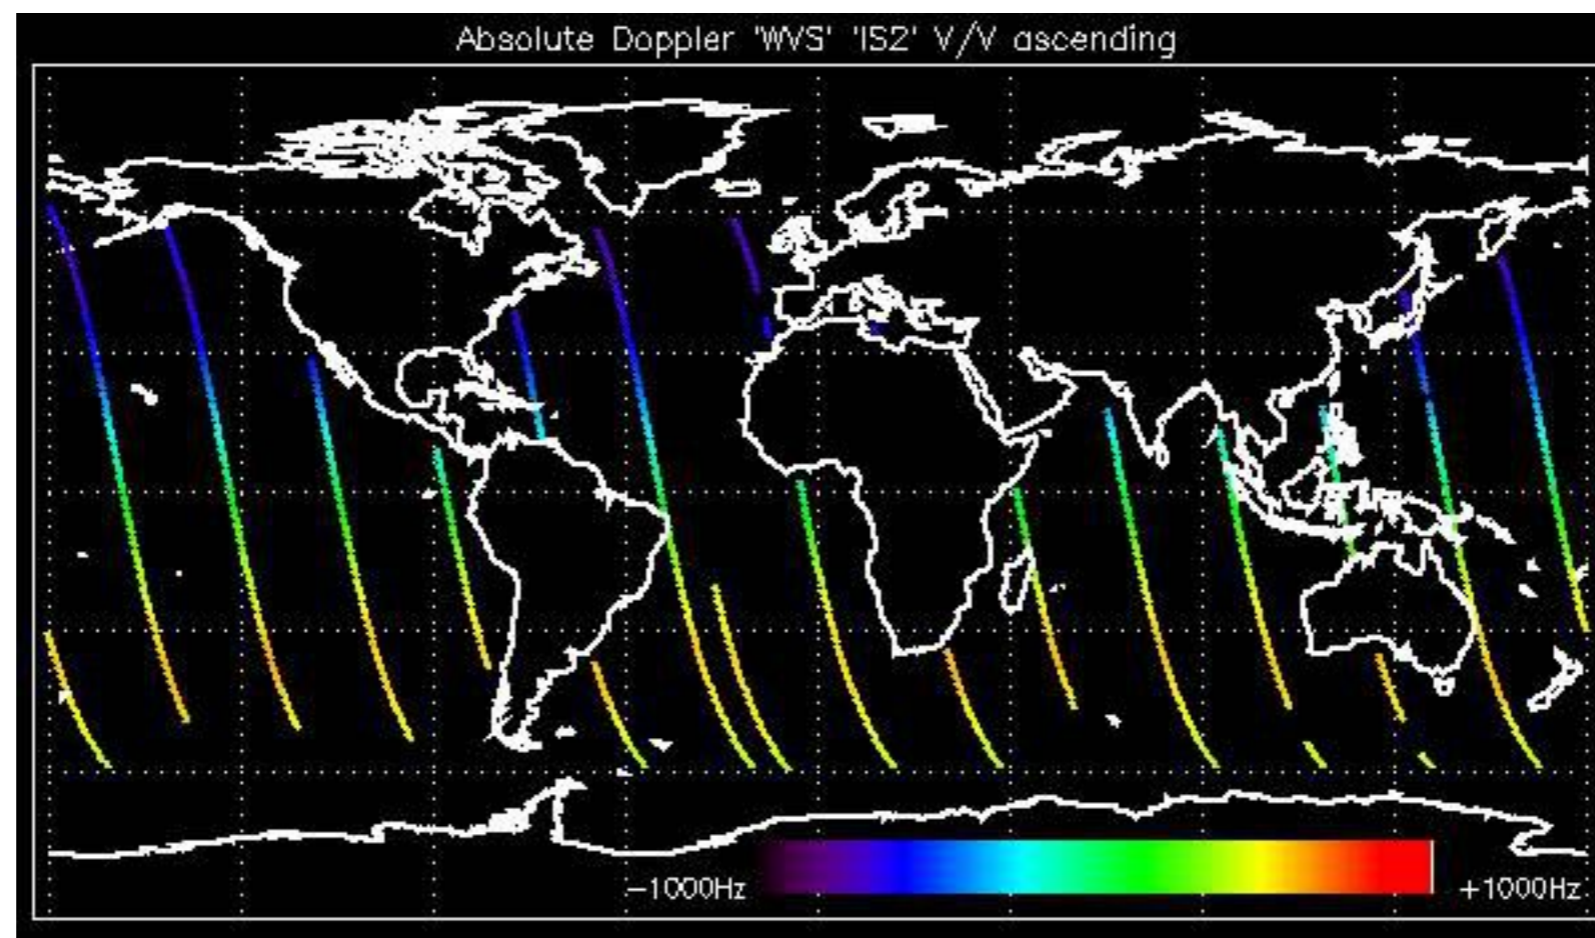 Absolute Doppler 'WVS' 'IS2' V/V ascending
−1000Hz
+1000Hz